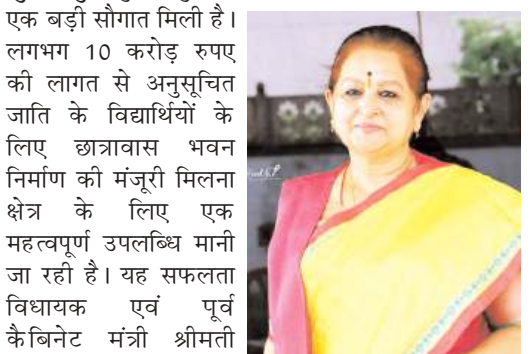 एक बड़ी सौगात मिली है।
लगभग 10 करोड़ रुपए
की लागत से अनुसूचित
जाति के विद्यार्थियों के
लिए छात्रावास भवन
निर्माण की मंजूरी मिलना
क्षेत्र के लिए एक
महत्वपूर्ण उपलब्धि मानी
जा रही है। यह सफलता
विधायक एवं पूर्व
कैबिनेट मंत्री श्रीमती